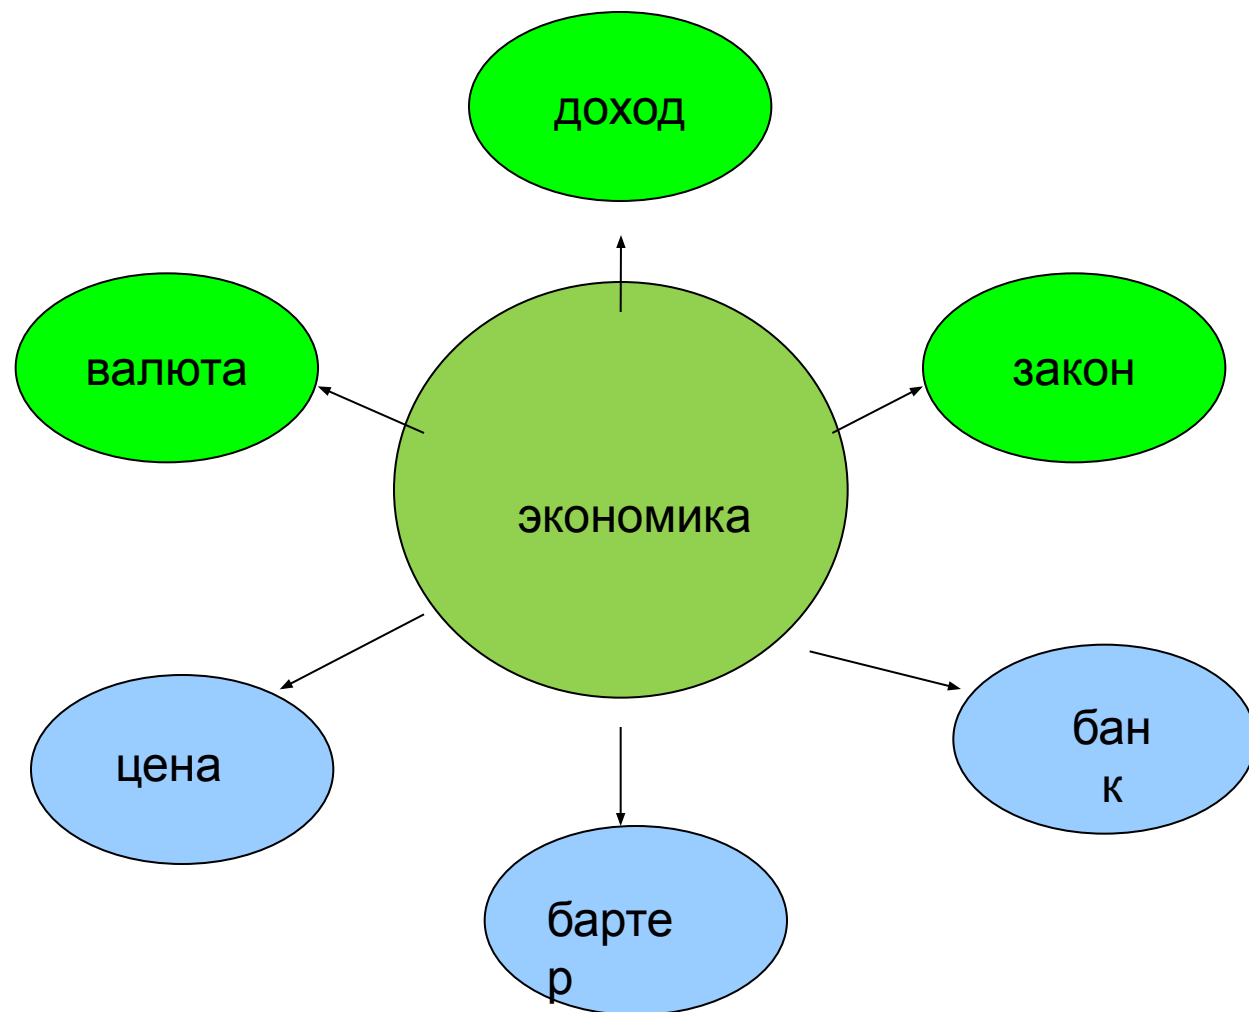 доход
валюта
закон
экономика
бан
к
цена
барте
р